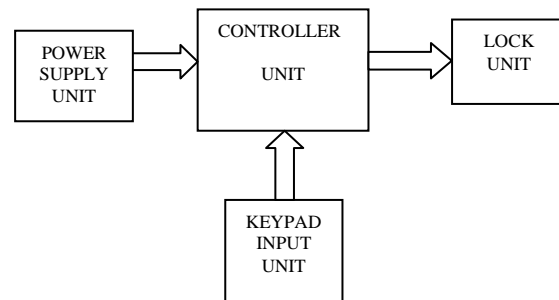 POWER
SUPPLY
UNIT
CONTROLLER
UNIT
LOCK
UNIT
KEYPAD
INPUT
UNIT